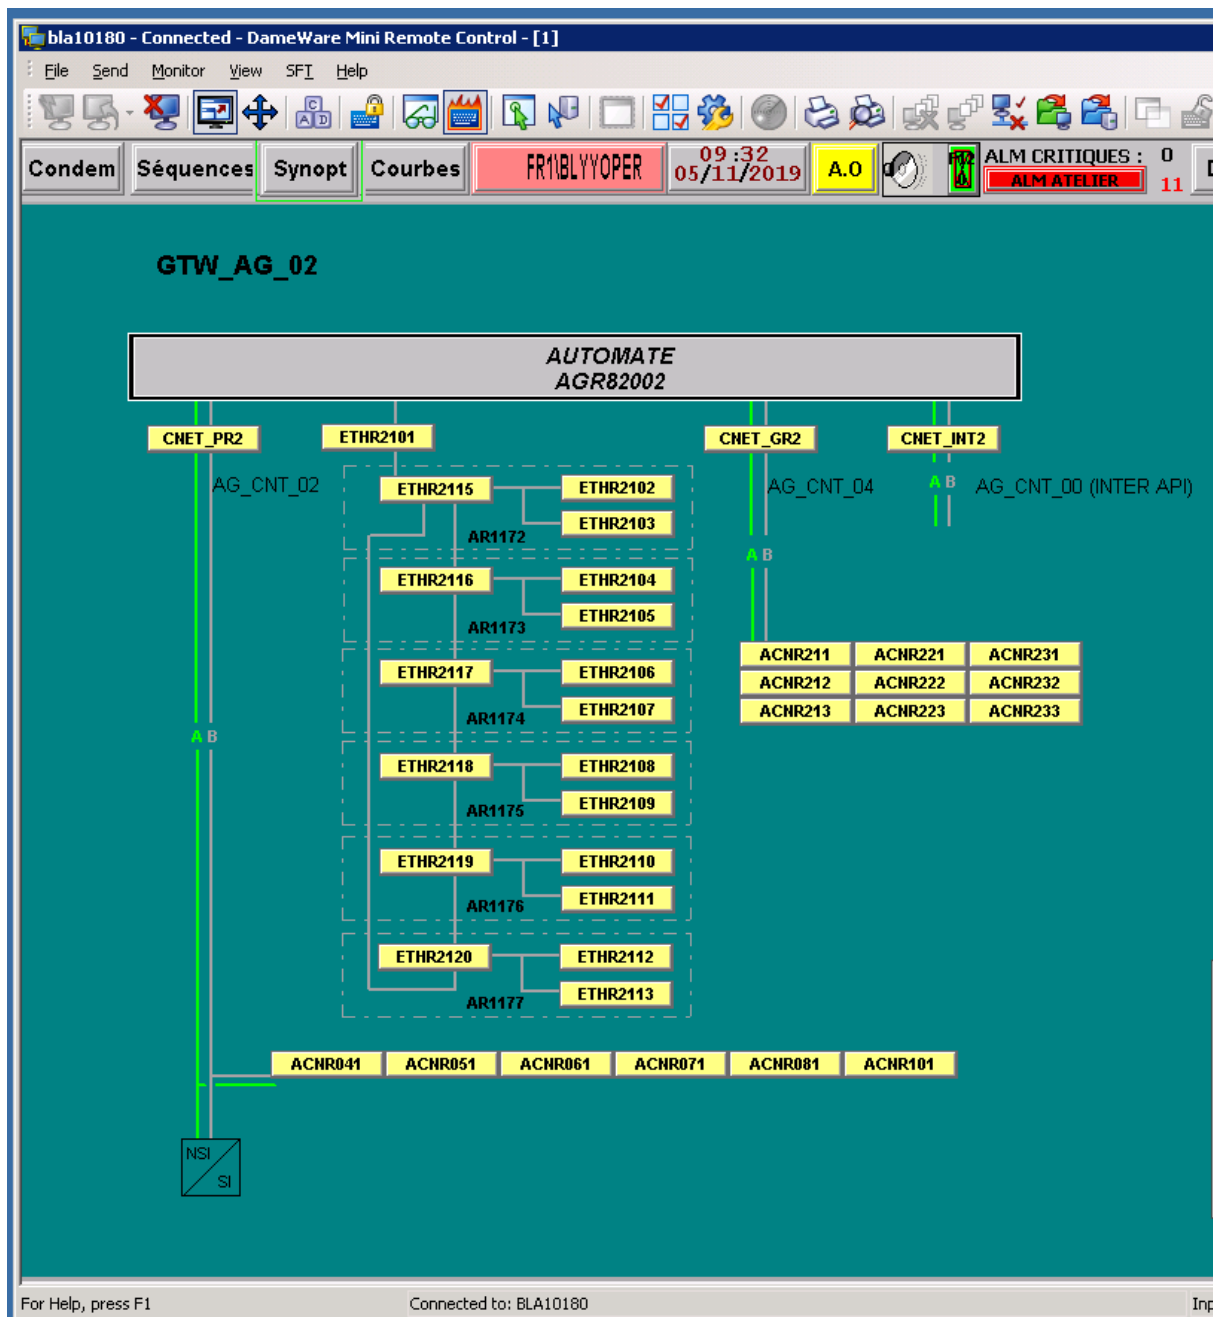 bla10180 - Connected - DameWare Mini Remote Control - [1]
File Send Monitor View SFT Help
Condem Séquences Synopt Courbes FR1\BLYYOPER 09 :32 A.O ALM CRITIQUES : 0
05/11/2019 ALM ATELIER 11
GTW_AG_02
AUTOMATE
AGR82002
CNET_PR2 ETHR2101 CNET_GR2 CNET_INT2
AG_CNT_02 AG_CNT_04 A B AG_CNT_00 (INTER API)
ETHR2115 ETHR2102
ETHR2103
AR1172
A B
ETHR2116 ETHR2104
ETHR2105
AR1173
ETHR2117 ETHR2106
ETHR2107
AR1174
ACNR211 ACNR221 ACNR231
ACNR212 ACNR222 ACNR232
ACNR213 ACNR223 ACNR233
A B
ETHR2118 ETHR2108
ETHR2109
AR1175
ETHR2119 ETHR2110
ETHR2111
AR1176
ETHR2120 ETHR2112
ETHR2113
AR1177
ACNR041 ACNR051 ACNR061 ACNR071 ACNR081 ACNR101
NSI
SI
For Help, press F1 Connected to: BLA10180